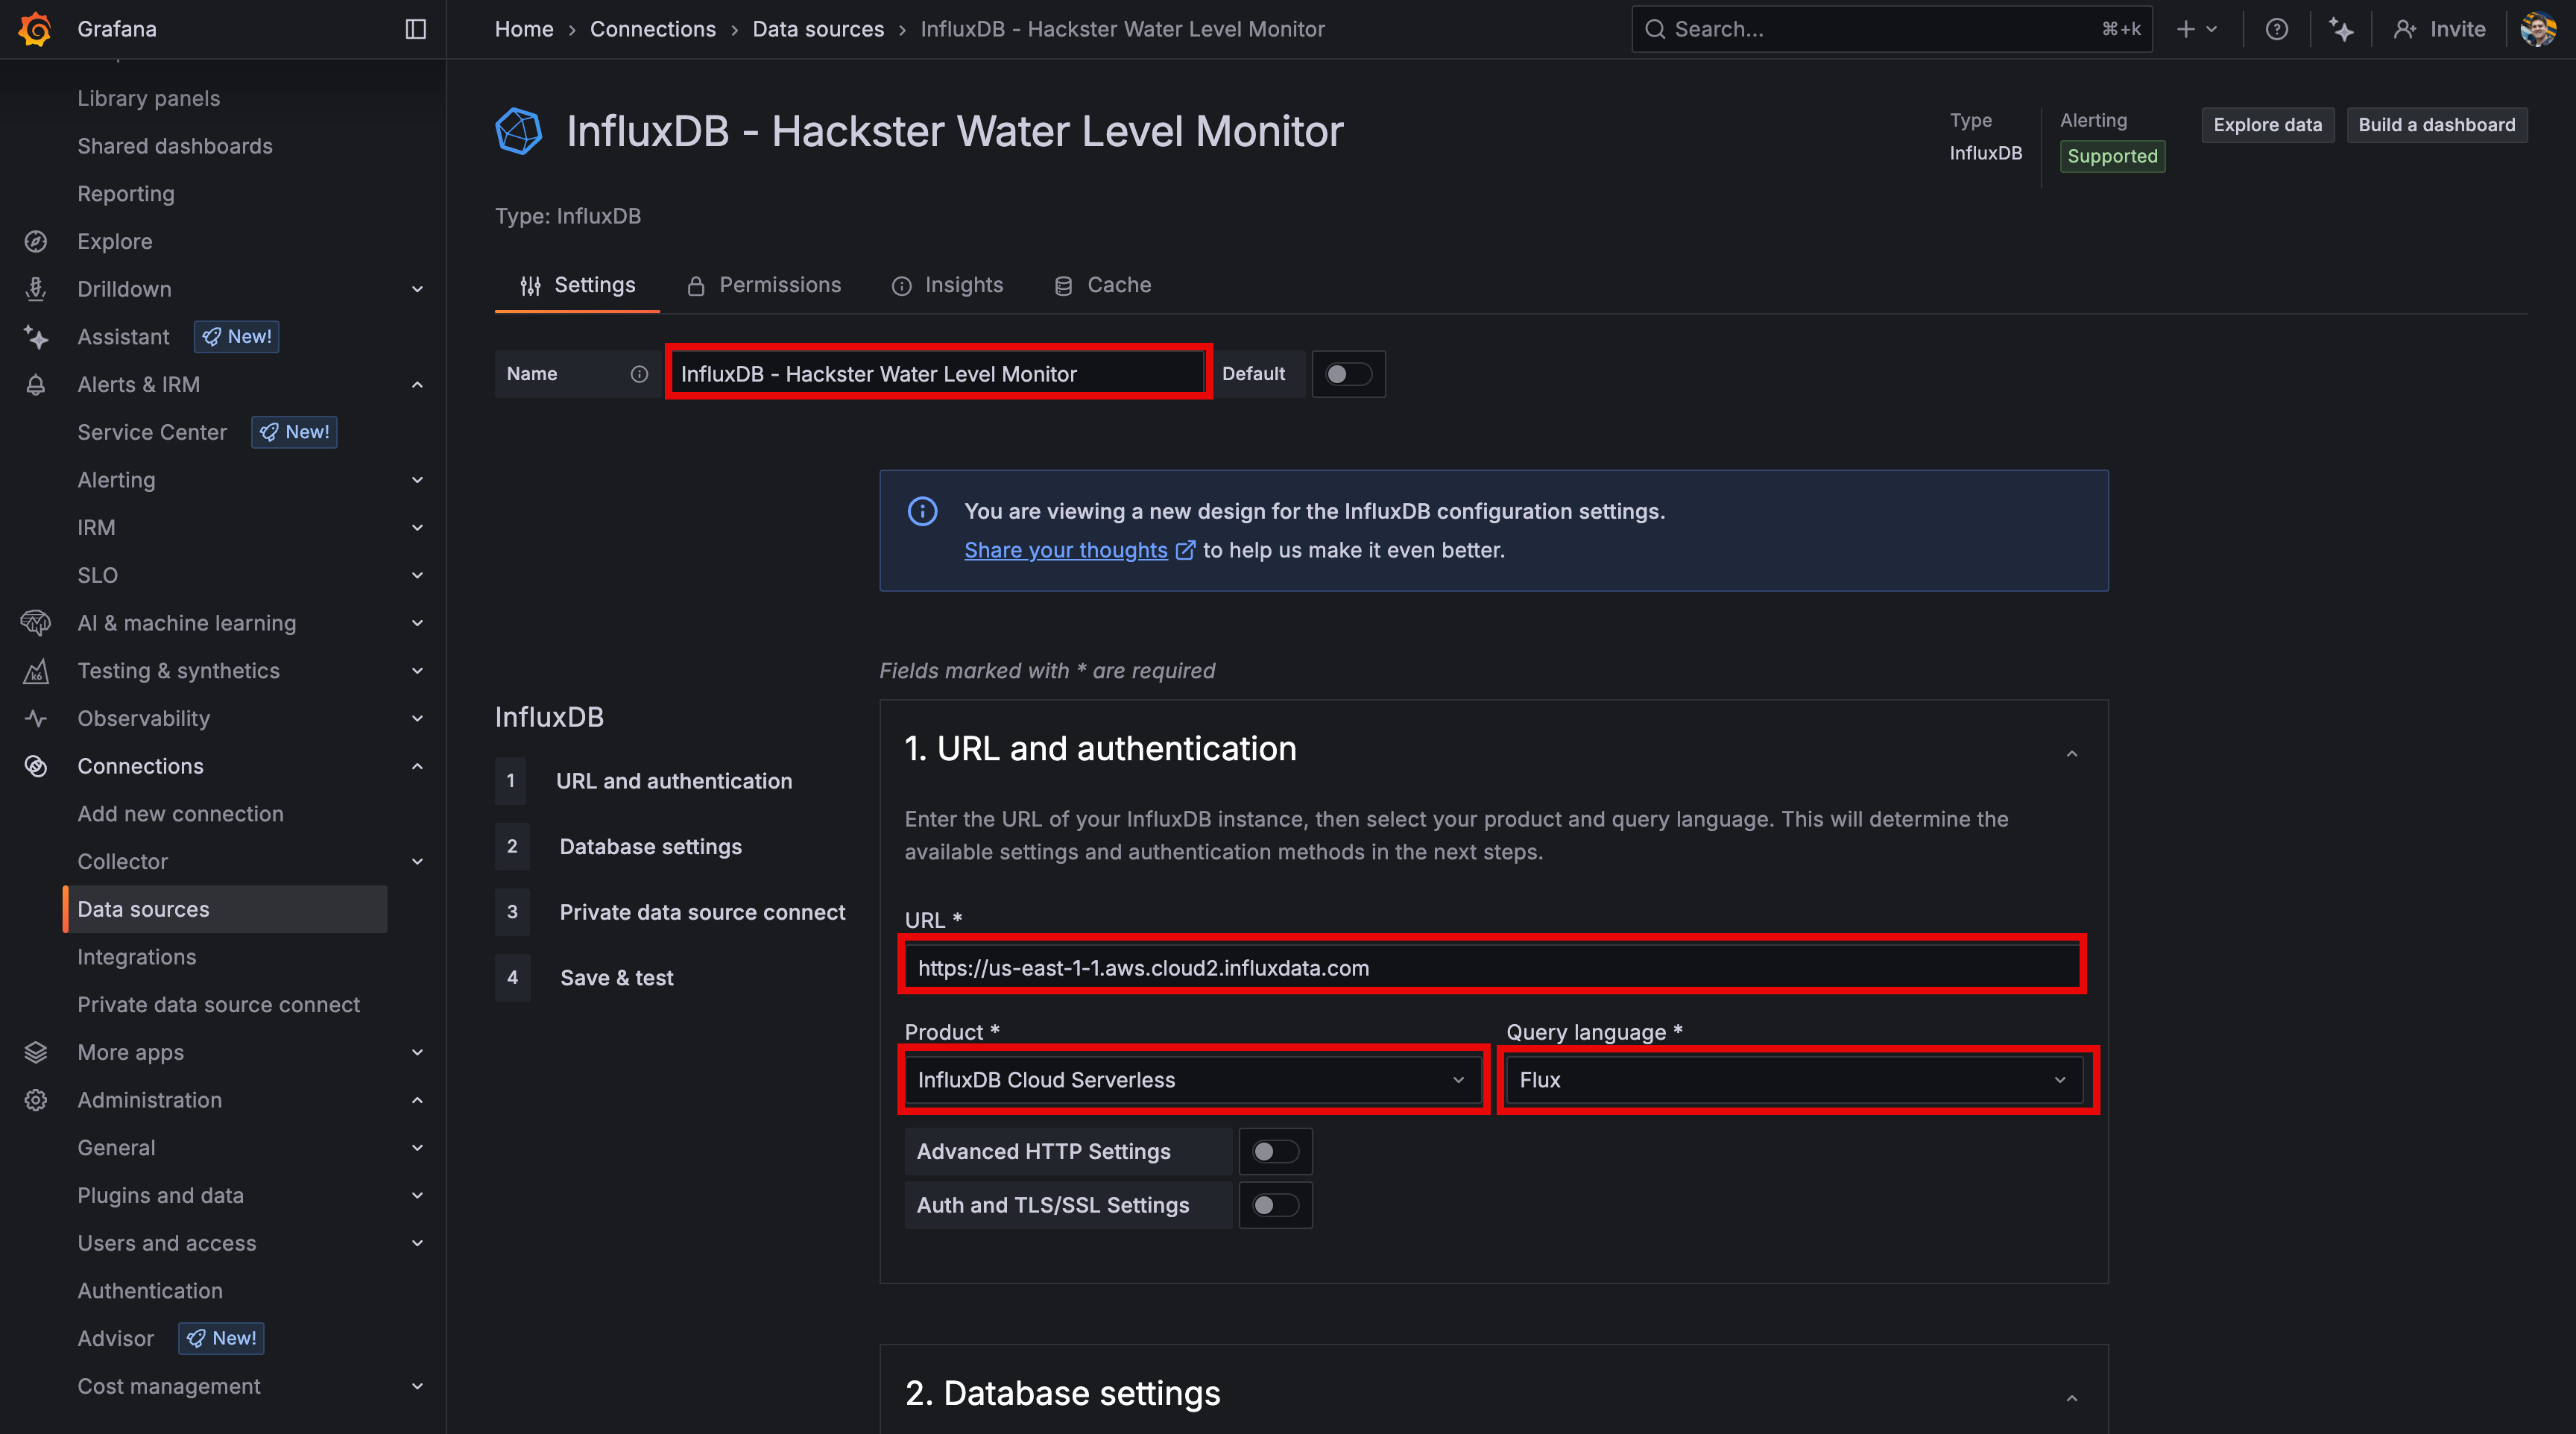 Grafana
Home › Connections › Data sources › InfluxDB - Hackster Water Level Monitor
Search...
⌘+k
Invite
Library panels
Shared dashboards
Reporting
Explore
Drilldown
Assistant New!
Alerts & IRM
Service Center New!
Alerting
IRM
SLO
AI & machine learning
k6
Testing & synthetics
Observability
Connections
Add new connection
Collector
Data sources
Integrations
Private data source connect
More apps
Administration
General
Plugins and data
Users and access
Authentication
Advisor New!
Cost management
InfluxDB - Hackster Water Level Monitor
Type
InfluxDB
Alerting
Supported
Explore data
Build a dashboard
Type: InfluxDB
Settings
Permissions
Insights
Cache
Name
InfluxDB - Hackster Water Level Monitor
Default
You are viewing a new design for the InfluxDB configuration settings.
Share your thoughts to help us make it even better.
Fields marked with * are required
InfluxDB
1 URL and authentication
2 Database settings
3 Private data source connect
4 Save & test
1. URL and authentication
Enter the URL of your InfluxDB instance, then select your product and query language. This will determine the
available settings and authentication methods in the next steps.
URL *
https://us-east-1-1.aws.cloud2.influxdata.com
Product *
InfluxDB Cloud Serverless
Query language *
Flux
Advanced HTTP Settings
Auth and TLS/SSL Settings
2. Database settings